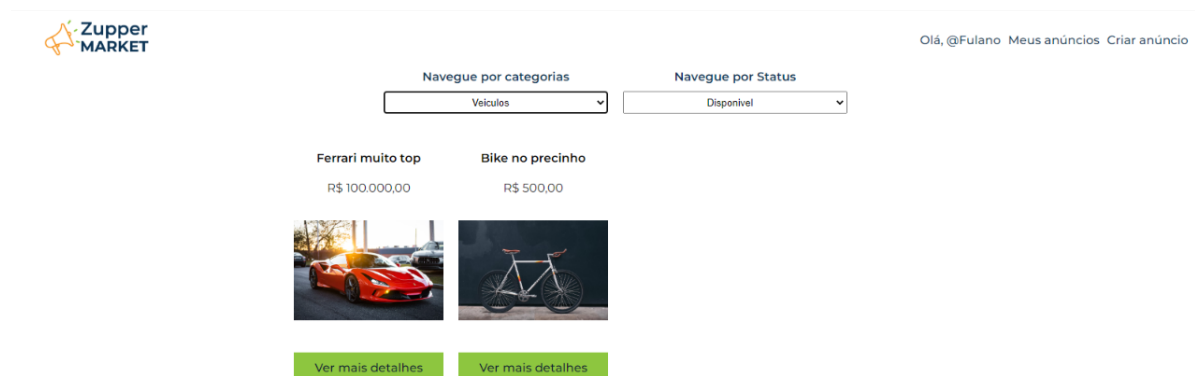 Zupper
MARKET
Olá, @Fulano Meus anúncios Criar anúncio
Navegue por categorias Navegue por Status
Veiculos Disponivel
Ferrari muito top Bike no precinho
R$ 100.000,00 R$ 500,00
Ver mais detalhes Ver mais detalhes